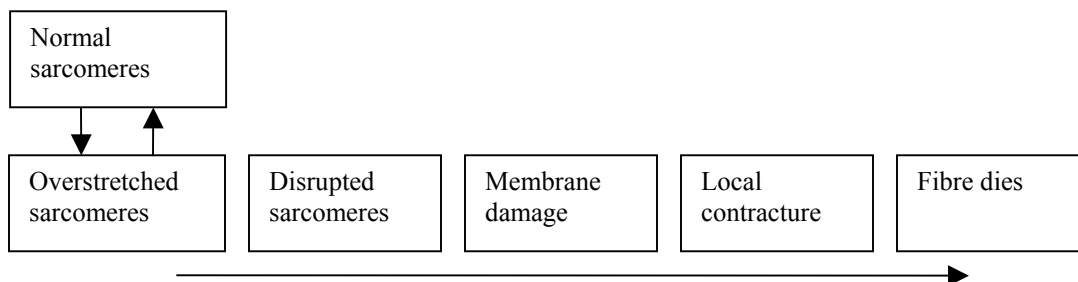 Normal
sarcomeres
Overstretched
sarcomeres
Disrupted
sarcomeres
Membrane
damage
Local
contracture
Fibre dies